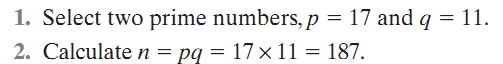 1. Select two prime numbers, p = 17 and q = 11.
2. Calculate n = pq = 17 × 11 = 187.